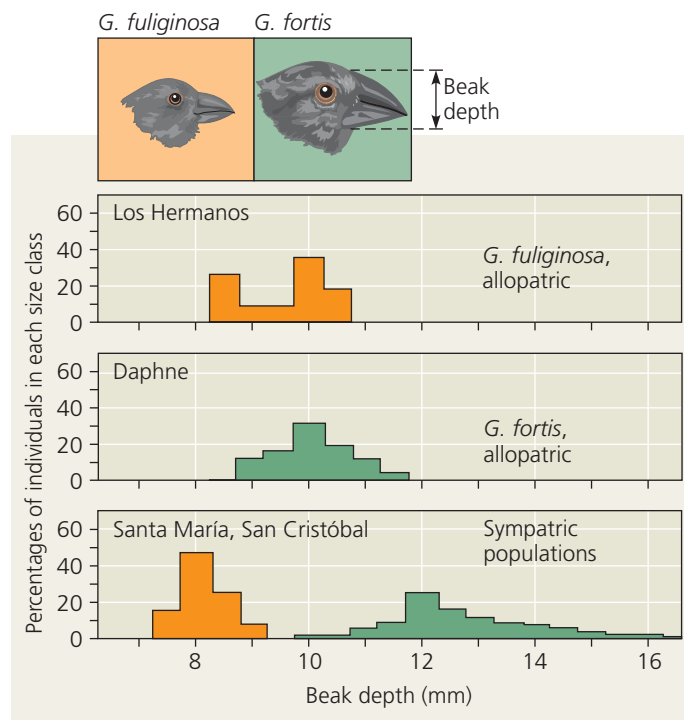 G. fuliginosa
G. fortis
Beak
depth
Percentages of individuals in each size class
60
40
20
0
Los Hermanos
G. fuliginosa,
allopatric
60
40
20
0
Daphne
G. fortis,
allopatric
60
40
20
0
Santa María, San Cristóbal
Sympatric
populations
8
10
12
14
16
Beak depth (mm)